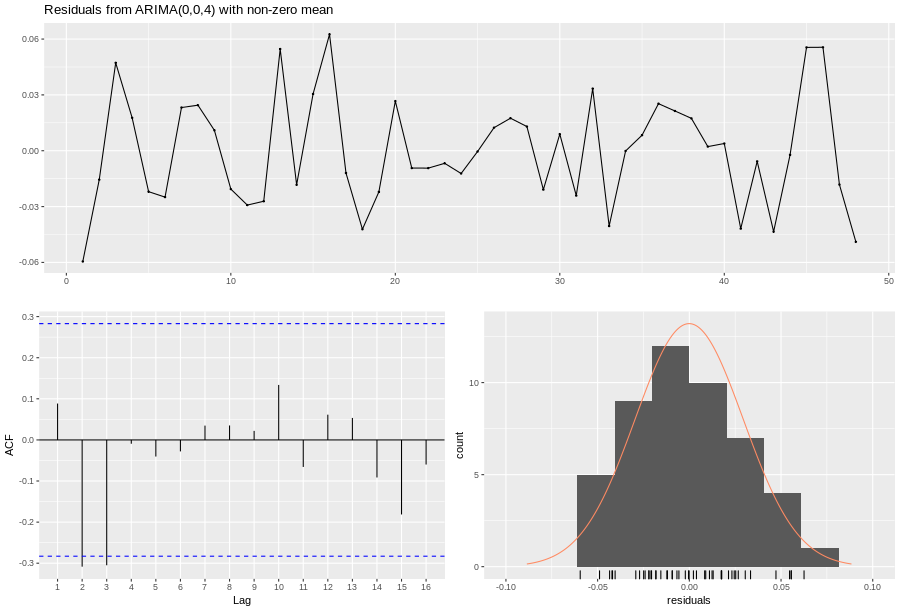 Residuals from ARIMA(0,0,4) with non-zero mean
0.06
0.03
0.00
-0.03
-0.06
0 10 20 30 40 50
0.3
0.2
0.1
0.0
-0.1
-0.2
-0.3
ACF
1 2 3 4 5 6 7 8 9 10 11 12 13 14 15 16
Lag
10
5
0
count
-0.10 -0.05 0.00 0.05 0.10
residuals